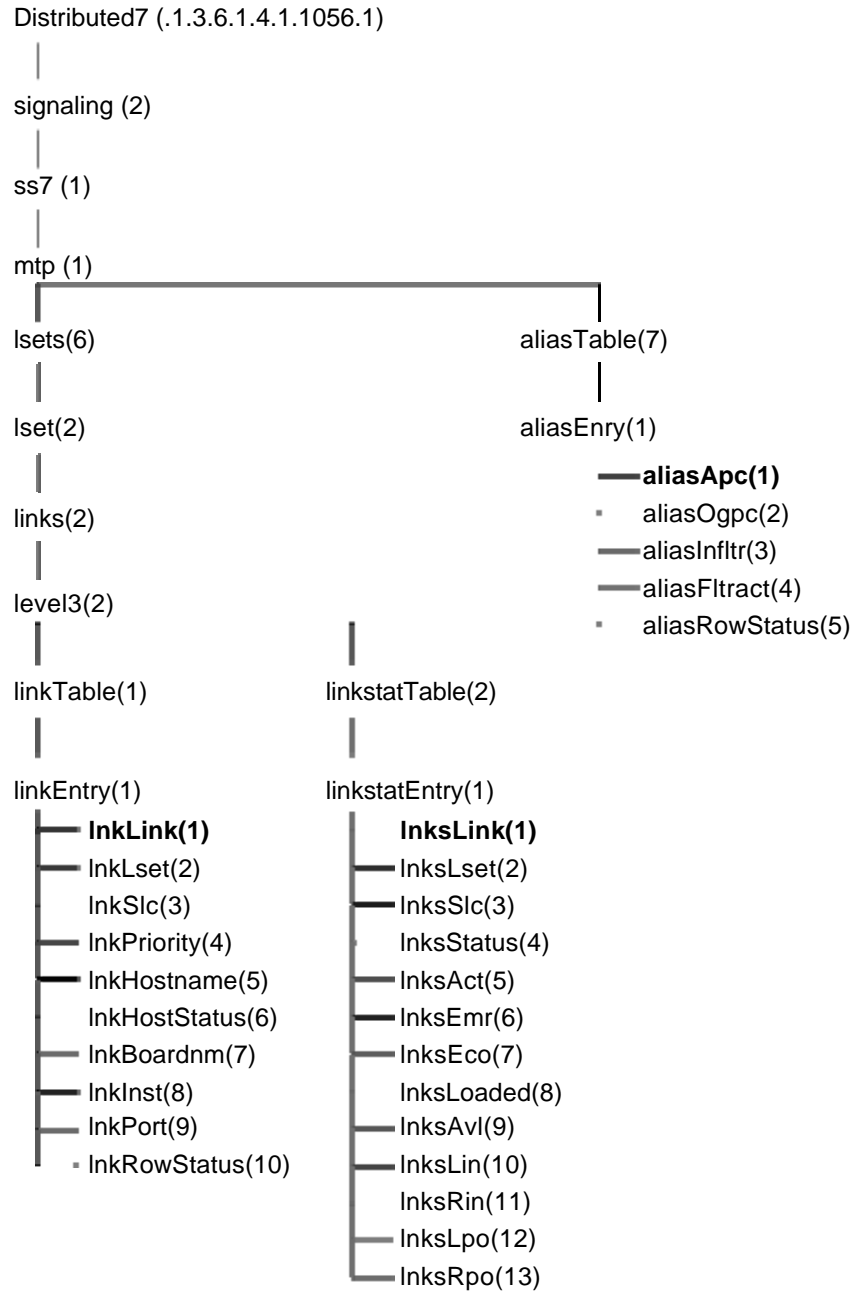 Distributed7 (.1.3.6.1.4.1.1056.1)
signaling (2)
ss7 (1)
mtp (1)
lsets(6)
aliasTable(7)
lset(2)
aliasEnry(1)
aliasApc(1)
links(2)
aliasOgpc(2)
aliasInfltr(3)
aliasFltract(4)
level3(2)
aliasRowStatus(5)
linkTable(1)
linkstatTable(2)
linkEntry(1)
lnkLink(1)
lnkLset(2)
lnkSlc(3)
lnkPriority(4)
lnkHostname(5)
lnkHostStatus(6)
lnkBoardnm(7)
lnkInst(8)
lnkPort(9)
lnkRowStatus(10)
linkstatEntry(1)
lnksLink(1)
lnksLset(2)
lnksSlc(3)
lnksStatus(4)
lnksAct(5)
lnksEmr(6)
lnksEco(7)
lnksLoaded(8)
lnksAvl(9)
lnksLin(10)
lnksRin(11)
lnksLpo(12)
lnksRpo(13)